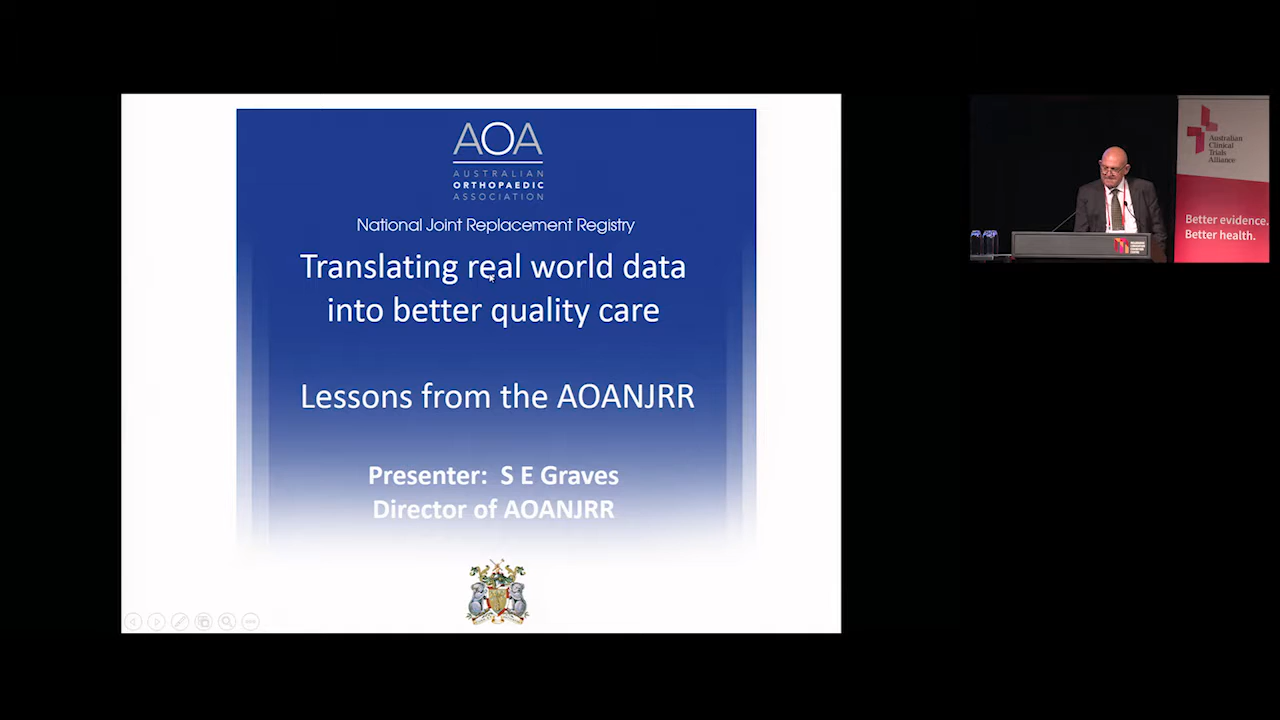 AOA
AUSTRALIAN
ORTHOPAEDIC
ASSOCIATION
National Joint Replacement Registry
Translating real world data
into better quality care
Lessons from the AOANJRR
Presenter: S E Graves
Director of AOANJRR
Australian
Clinical
Trials
Alliance
Better evidence.
Better health.